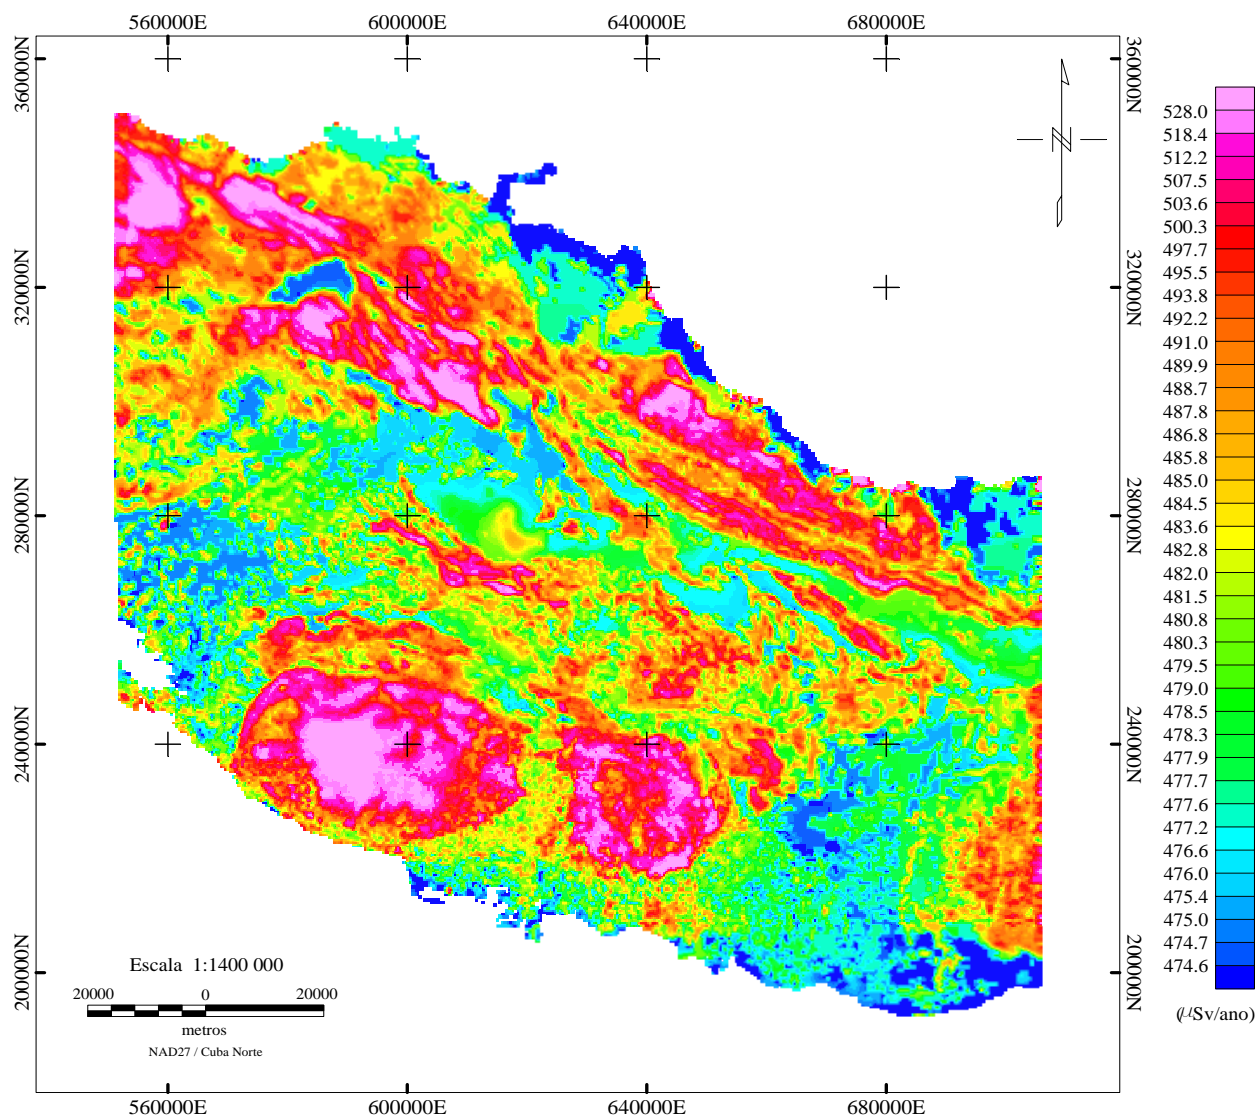 560000E 600000E 640000E 680000E
360000N
360000N
320000N
320000N
280000N
280000N
240000N
240000N
200000N
200000N
N
528.0
518.4
512.2
507.5
503.6
500.3
497.7
495.5
493.8
492.2
491.0
489.9
488.7
487.8
486.8
485.8
485.0
484.5
483.6
482.8
482.0
481.5
480.8
480.3
479.5
479.0
478.5
478.3
477.9
477.7
477.6
477.2
476.6
476.0
475.4
475.0
474.7
474.6
(μSv/ano)
Escala 1:1400 000
20000 0 20000
metros
NAD27 / Cuba Norte
560000E 600000E 640000E 680000E